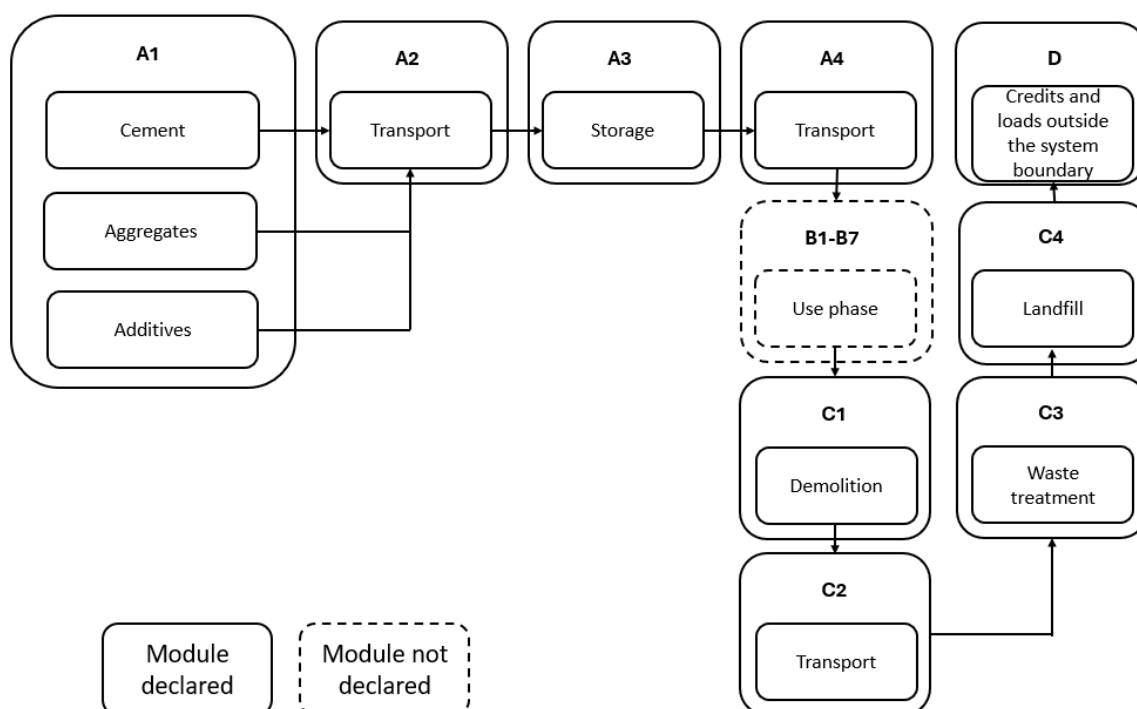 A1
Cement
Aggregates
Additives
A2
Transport
A3
Storage
A4
Transport
B1-B7
Use phase
C1
Demolition
C2
Transport
C3
Waste
treatment
C4
Landfill
D
Credits and
loads outside
the system
boundary
Module
declared
Module not
declared